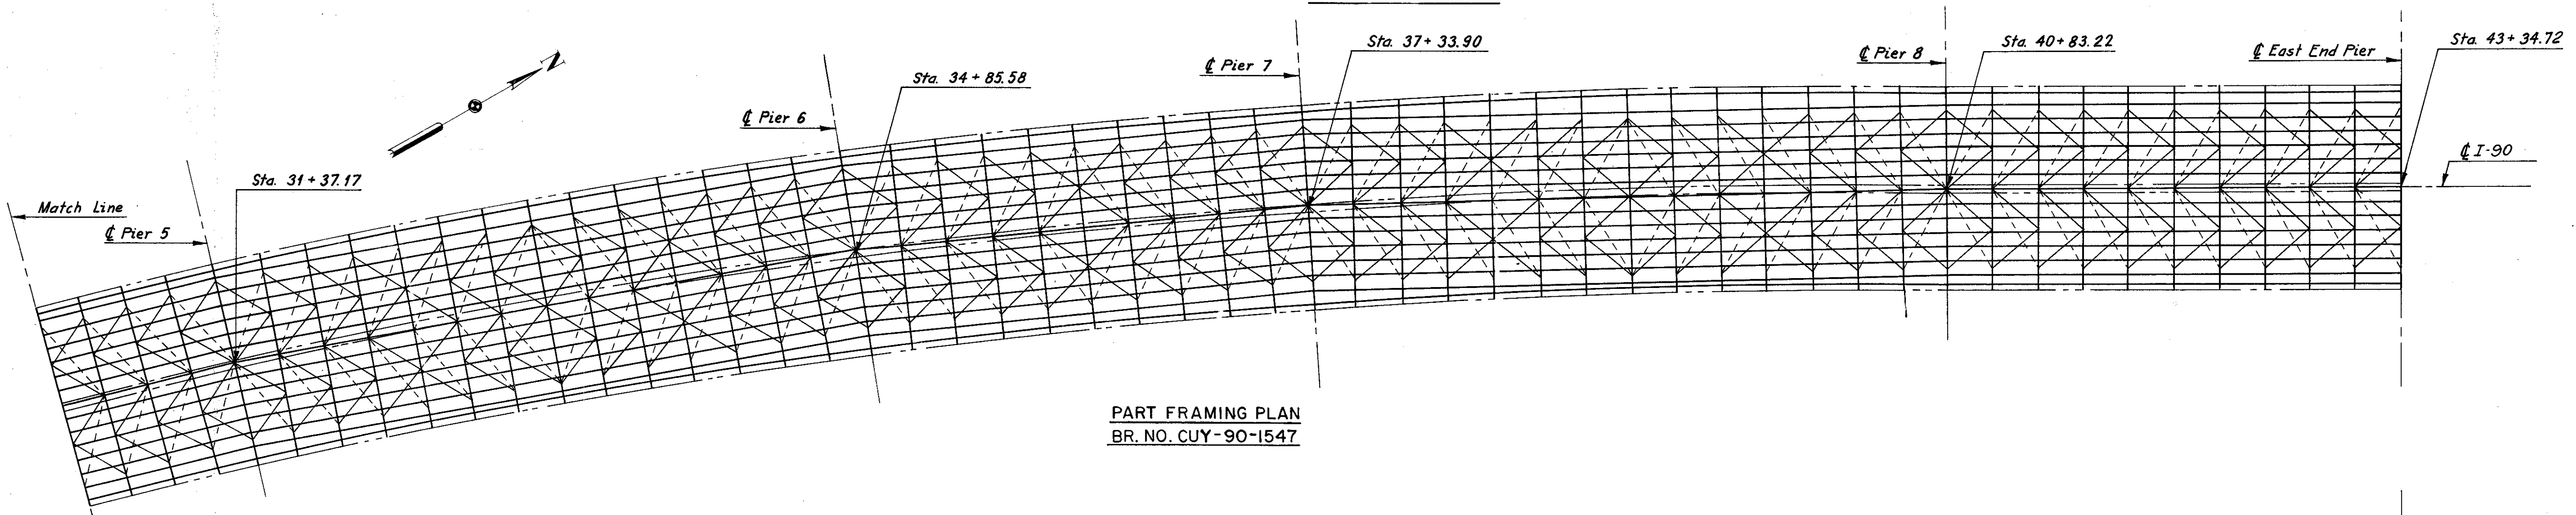 Match Line
℄ Pier 5
Sta. 31+37.17
N
℄ Pier 6
Sta. 34+85.58
℄ Pier 7
Sta. 37+33.90
℄ Pier 8
Sta. 40+83.22
℄ East End Pier
Sta. 43+34.72
℄ I-90
PART FRAMING PLAN
BR. NO. CUY-90-1547